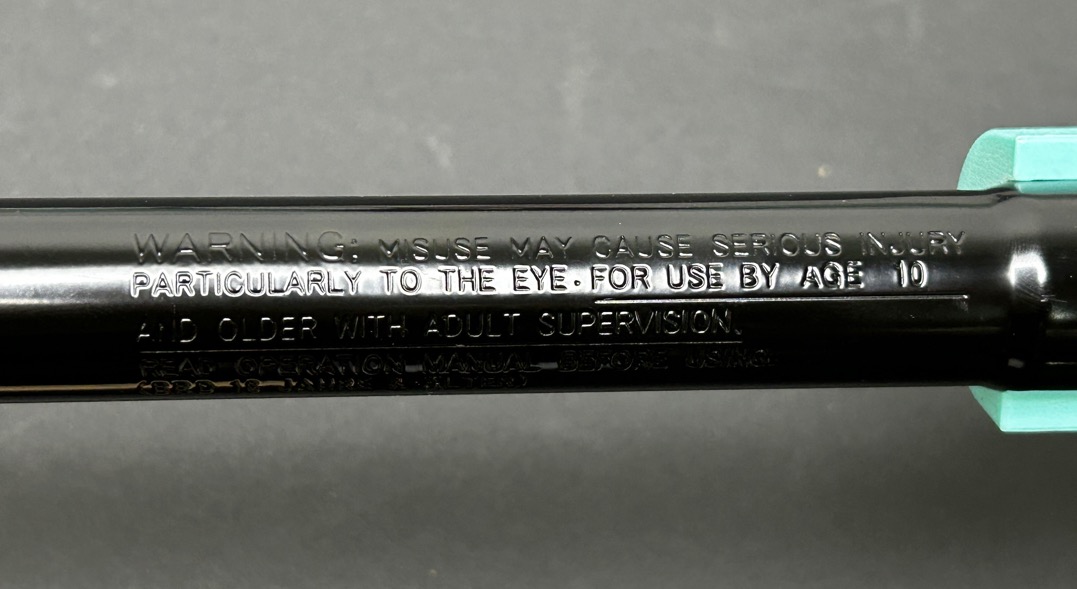 WARNING: MISUSE MAY CAUSE SERIOUS INJURY
PARTICULARLY TO THE EYE. FOR USE BY AGE 10
AND OLDER WITH ADULT SUPERVISION.
READ OPERATION MANUAL BEFORE USING.